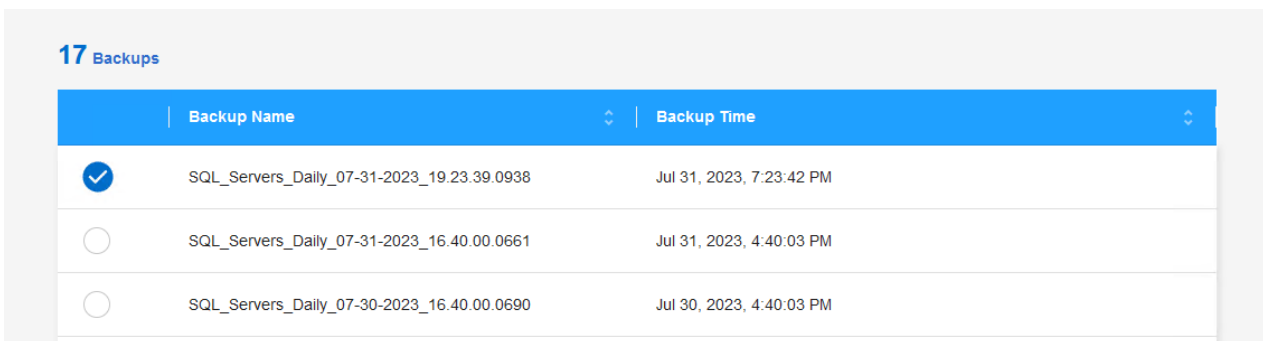 17 Backups
Backup Name Backup Time
SQL_Servers_Daily_07-31-2023_19.23.39.0938 Jul 31, 2023, 7:23:42 PM
SQL_Servers_Daily_07-31-2023_16.40.00.0661 Jul 31, 2023, 4:40:03 PM
SQL_Servers_Daily_07-30-2023_16.40.00.0690 Jul 30, 2023, 4:40:03 PM